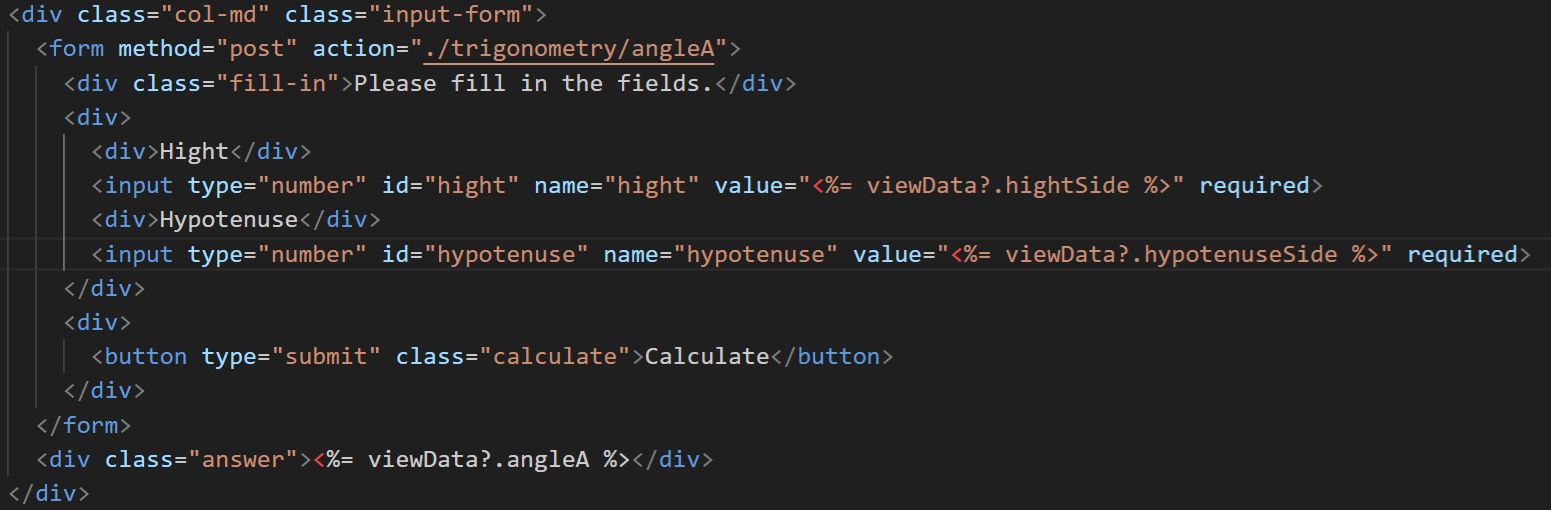 <div class="col-md" class="input-form">
<form method="post" action="./trigonometry/angleA">
<div class="fill-in">Please fill in the fields.</div>
<div>
<div>Hight</div>
<input type="number" id="hight" name="hight" value="<%= viewData?.hightSide %>" required>
<div>Hypotenuse</div>
<input type="number" id="hypotenuse" name="hypotenuse" value="<%= viewData?.hypotenuseSide %>" required>
</div>
<div>
<button type="submit" class="calculate">Calculate</button>
</div>
</form>
<div class="answer"><%= viewData?.angleA %></div>
</div>